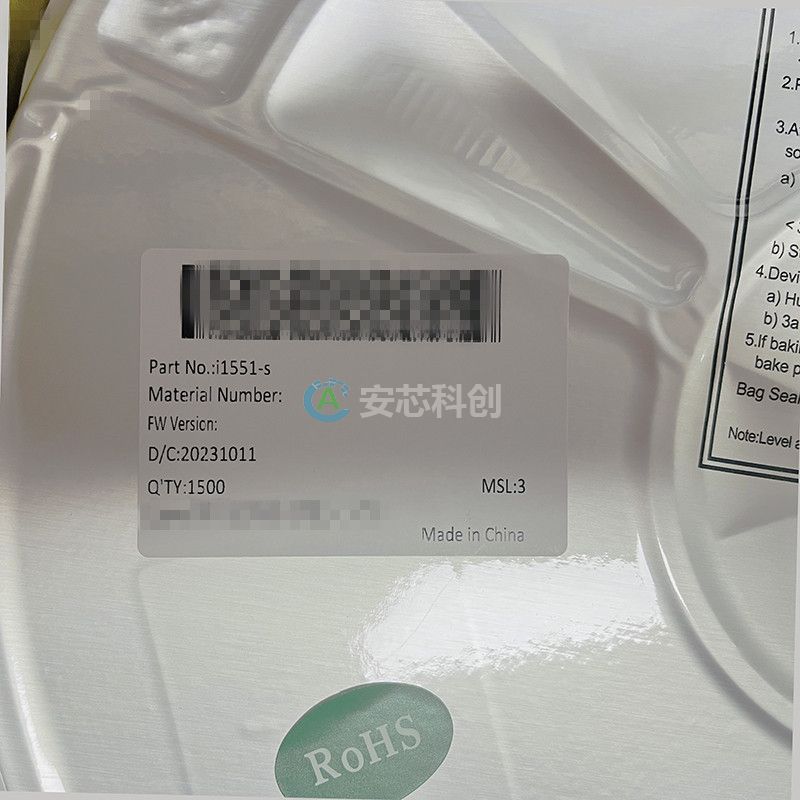 Part No.:i1551-s
Material Number:
FW Version:
D/C:20231011
Q'TY:1500
MSL:3
Made in China
安芯科创
RoHS
1.
2.
3.A
so
a)
b) S
4.Devi
a) Hu
b) 3a
5.If baki
bake p
Bag Seal
Note:Level a